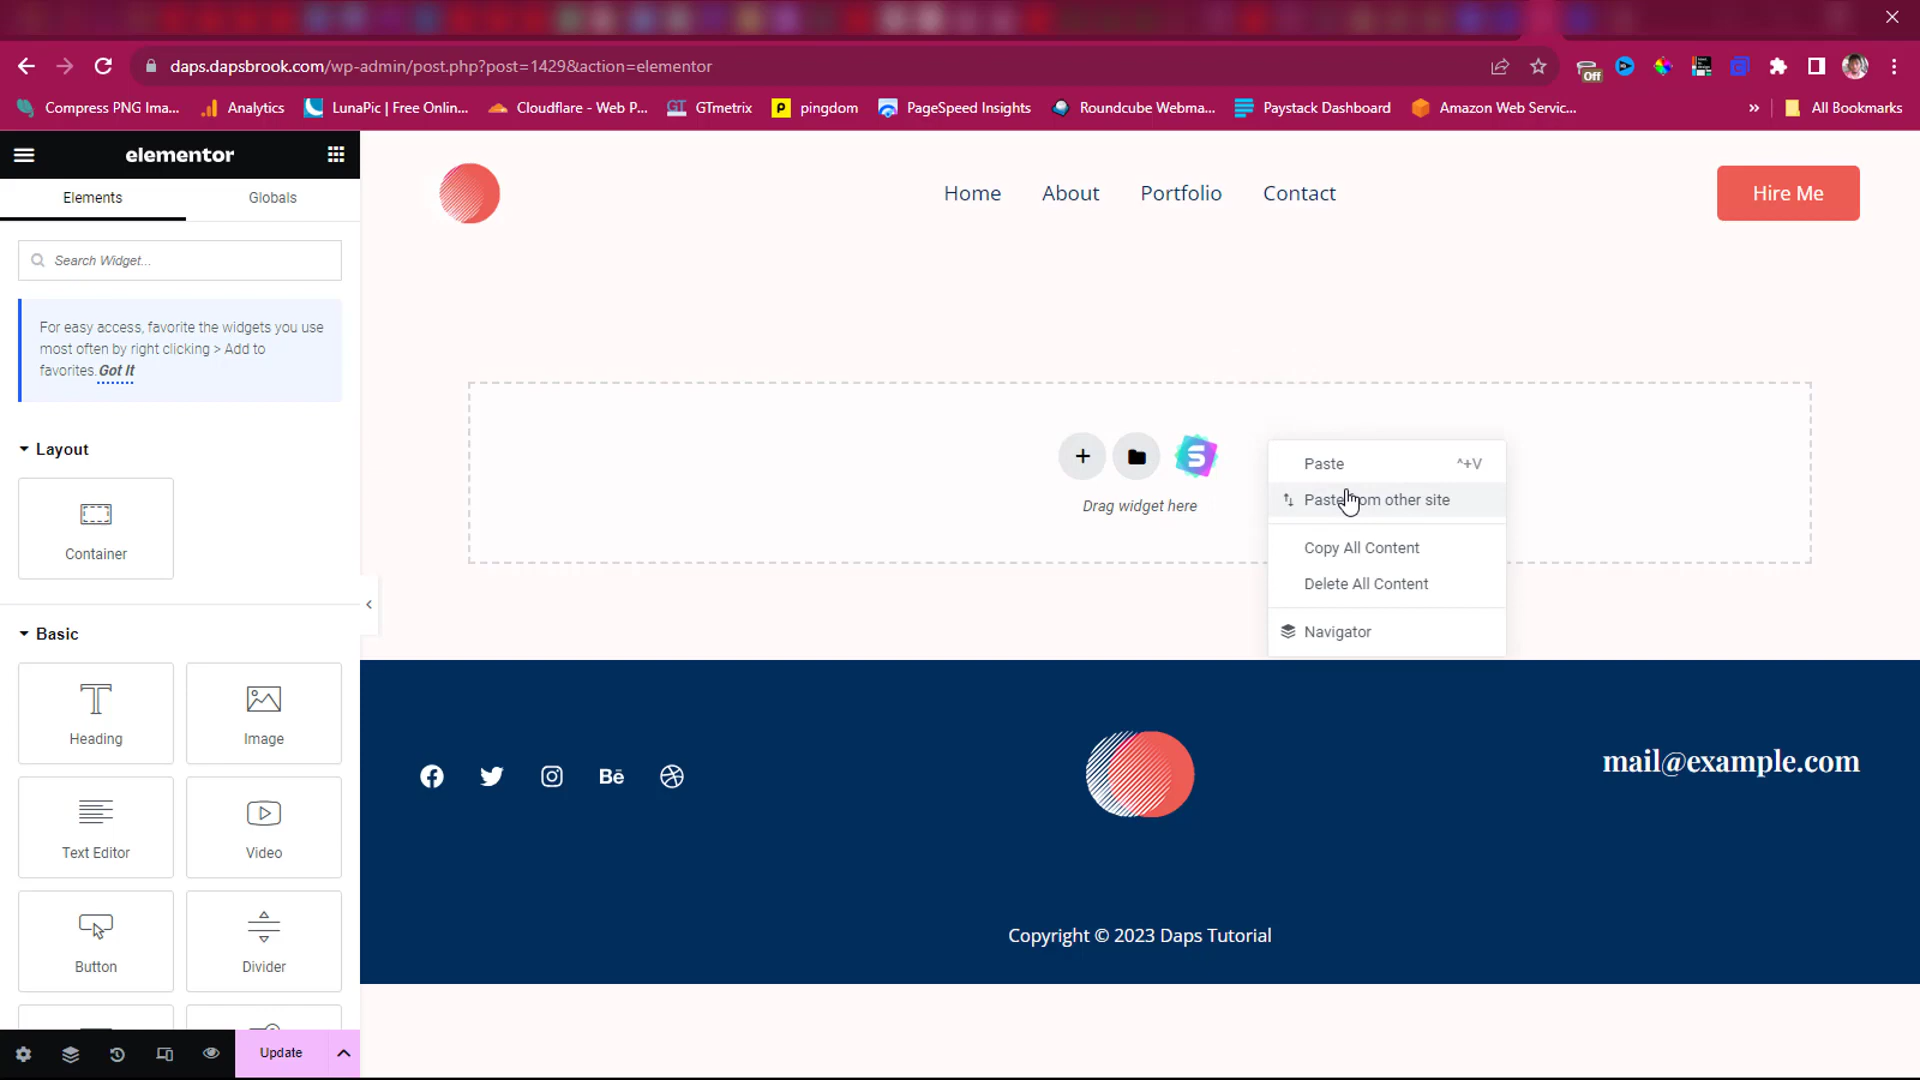 daps.dapsbrook.com/wp-admin/post.php?post=1429&action=elementor
Off
Compress PNG Ima...
Analytics
LunaPic | Free Onlin...
Cloudflare - Web P...
GT GTmetrix
p pingdom
PageSpeed Insights
Roundcube Webma...
Paystack Dashboard
Amazon Web Servic...
»
All Bookmarks
elementor
Elements
Globals
Search Widget...
For easy access, favorite the widgets you use
most often by right clicking > Add to
favorites. Got It
Layout
Container
Basic
Heading
Image
Text Editor
Video
Button
Divider
Update
Home
About
Portfolio
Contact
Hire Me
S
Drag widget here
Paste ^+V
Paste from other site
Copy All Content
Delete All Content
Navigator
Bē
mail@example.com
Copyright © 2023 Daps Tutorial